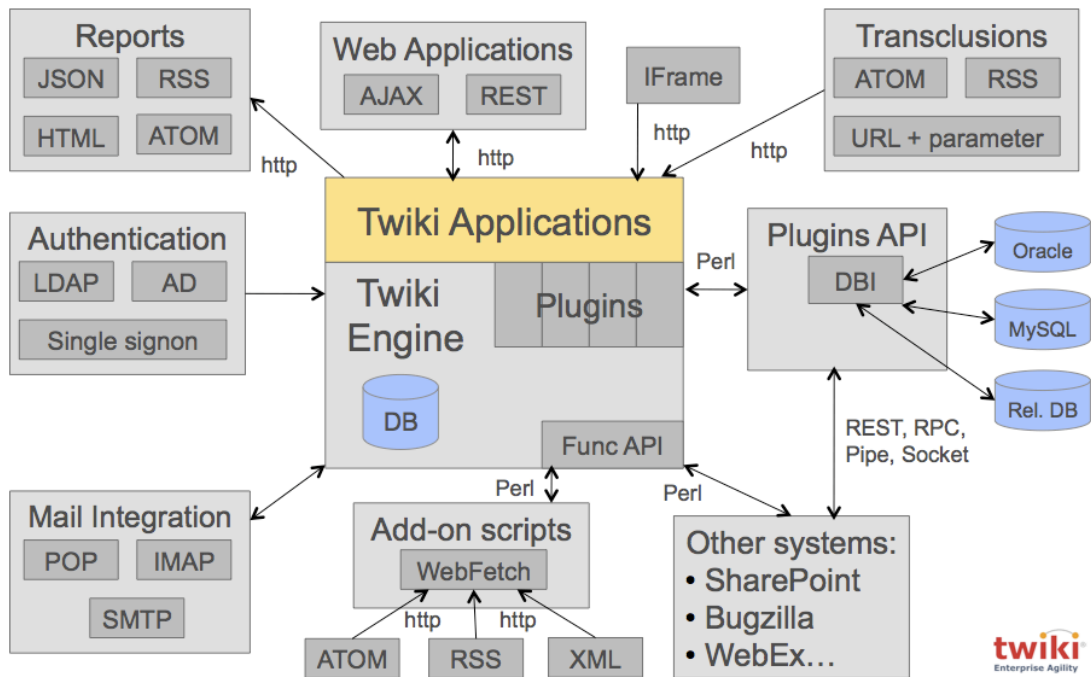 Reports
JSON
RSS
HTML
ATOM
http
Web Applications
AJAX
REST
http
IFrame
http
Transclusions
ATOM
RSS
URL + parameter
http
Twiki Applications
Authentication
LDAP
AD
Single signon
Twiki
Engine
Plugins
DB
Func API
Perl
Plugins API
DBI
Oracle
MySQL
Rel. DB
REST, RPC,
Pipe, Socket
Mail Integration
POP
IMAP
SMTP
Perl
Add-on scripts
WebFetch
http
http
ATOM
RSS
XML
Perl
Other systems:
• SharePoint
• Bugzilla
• WebEx…
twiki®
Enterprise Agility